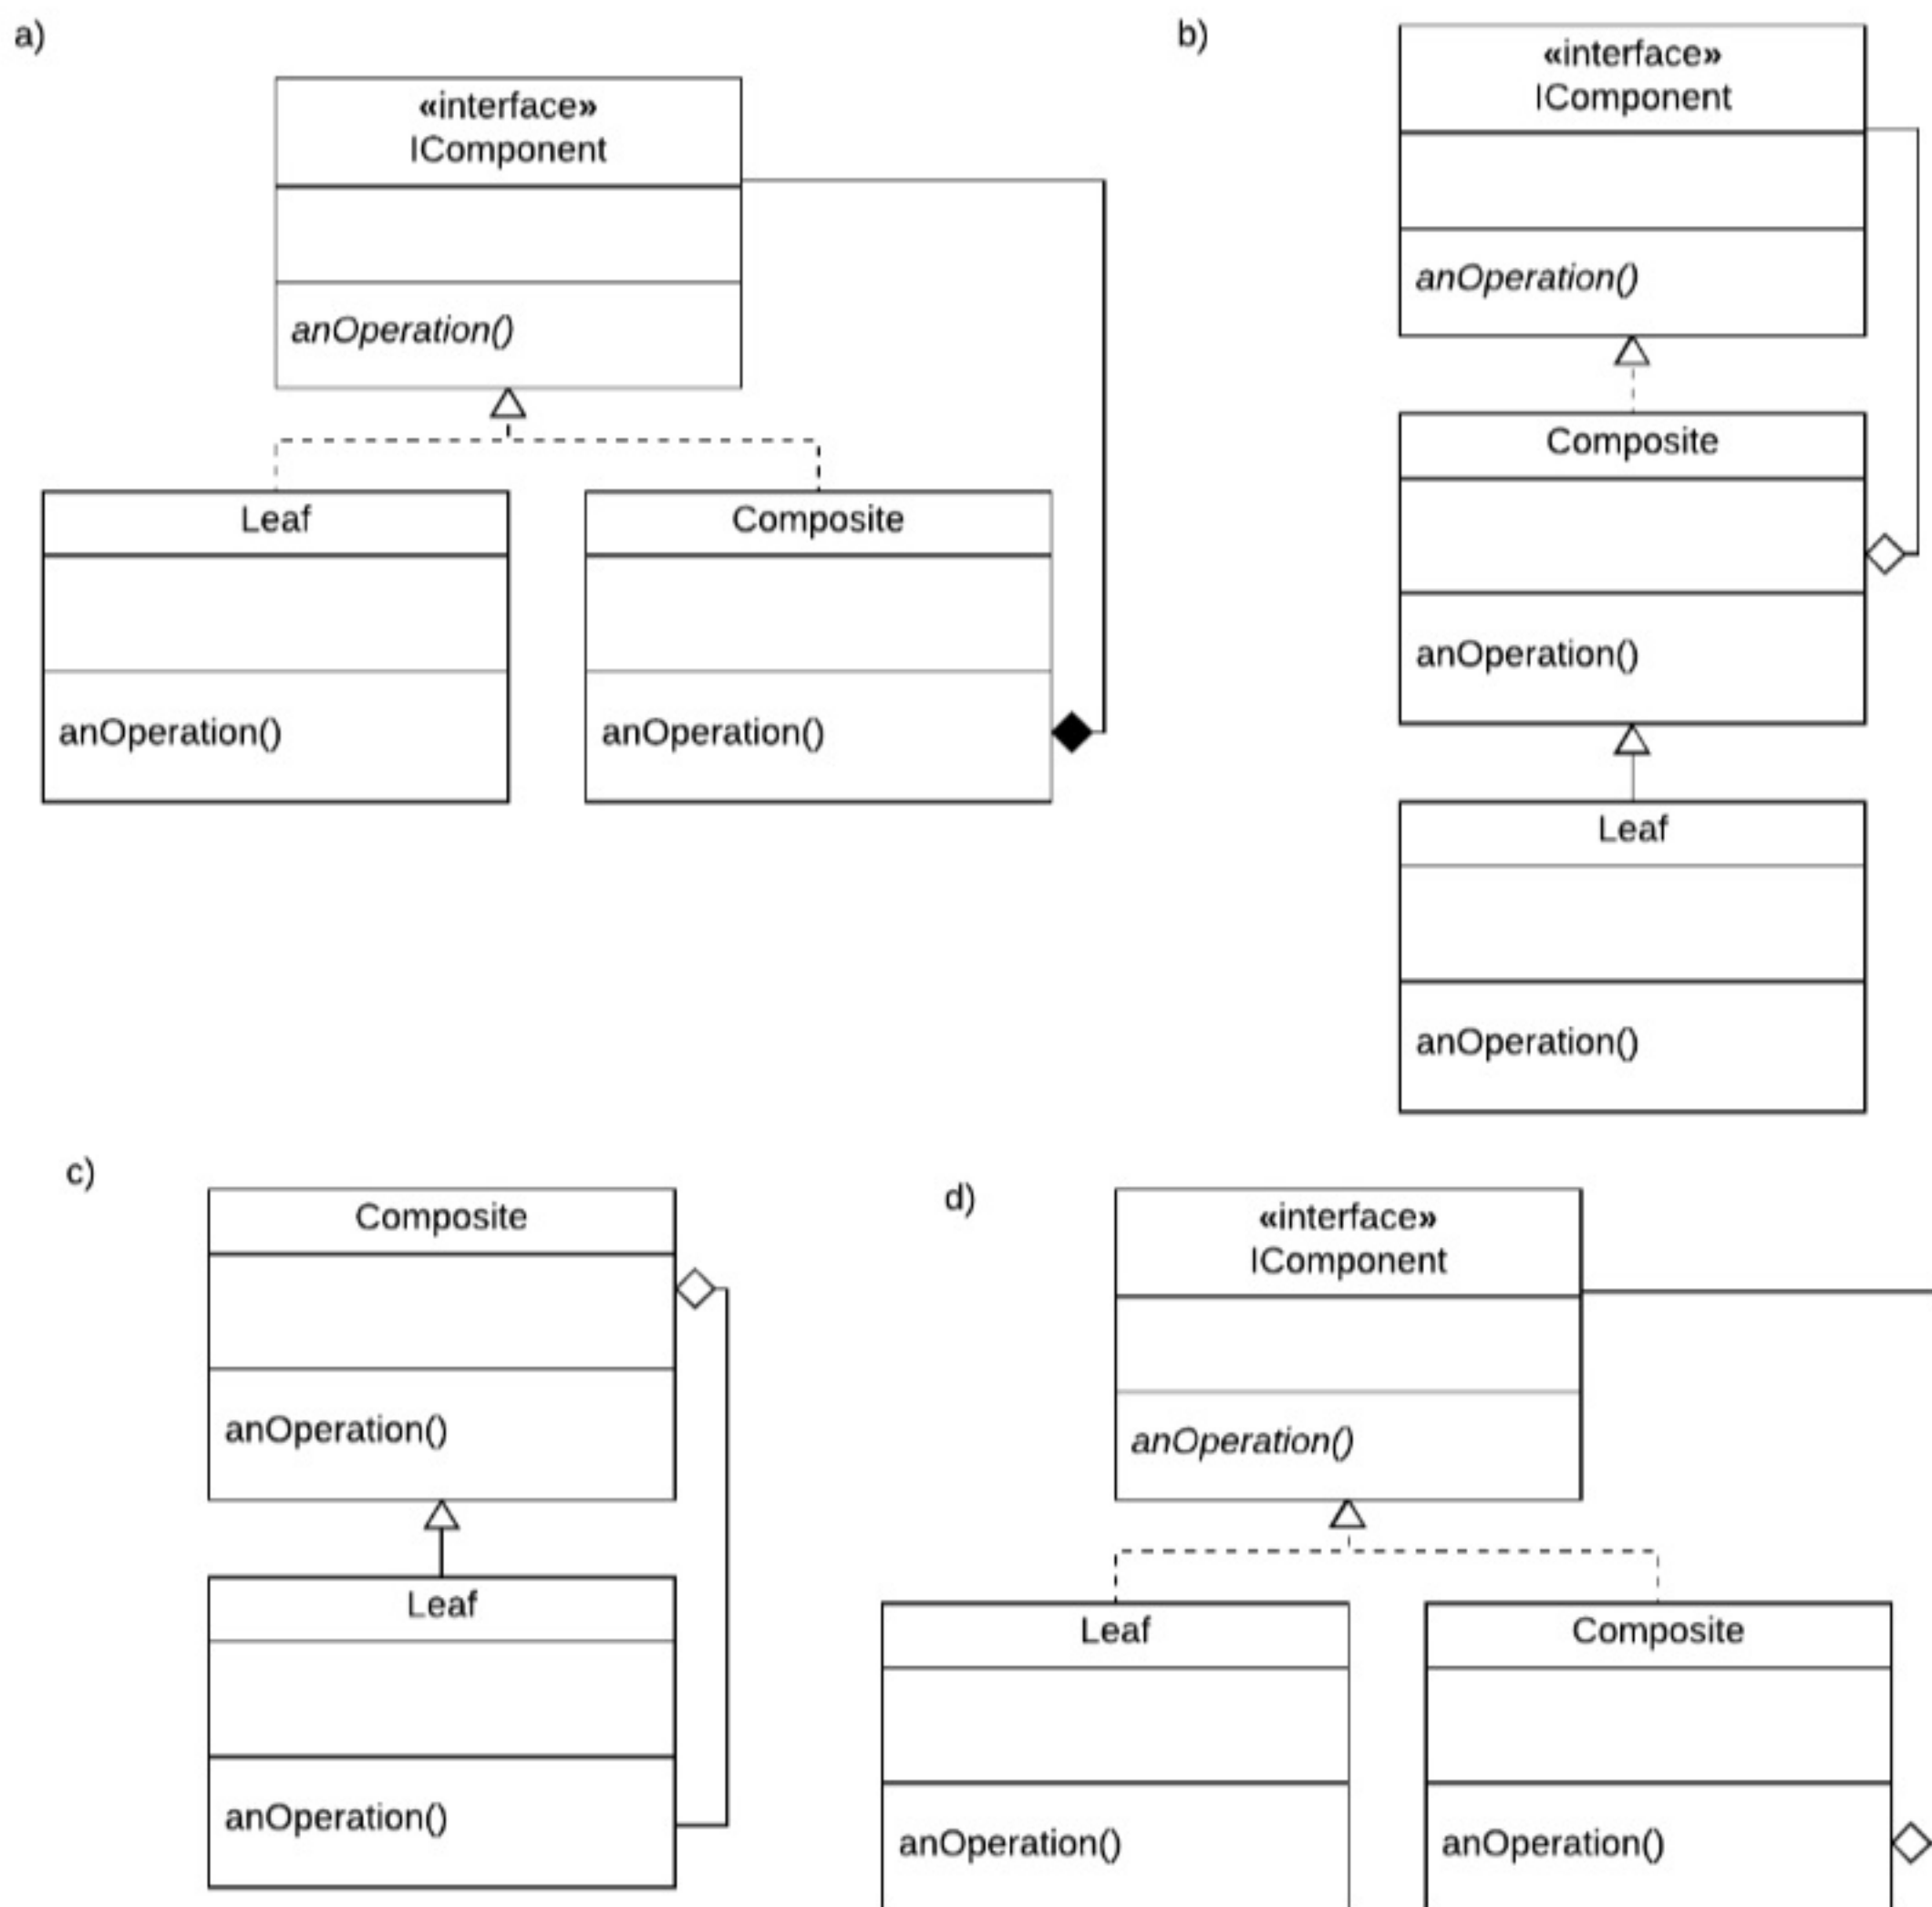 a)
«interface»
IComponent
anOperation()
Leaf
anOperation()
Composite
anOperation()
b)
«interface»
IComponent
anOperation()
Composite
anOperation()
Leaf
anOperation()
c)
Composite
anOperation()
Leaf
anOperation()
d)
«interface»
IComponent
anOperation()
Leaf
anOperation()
Composite
anOperation()